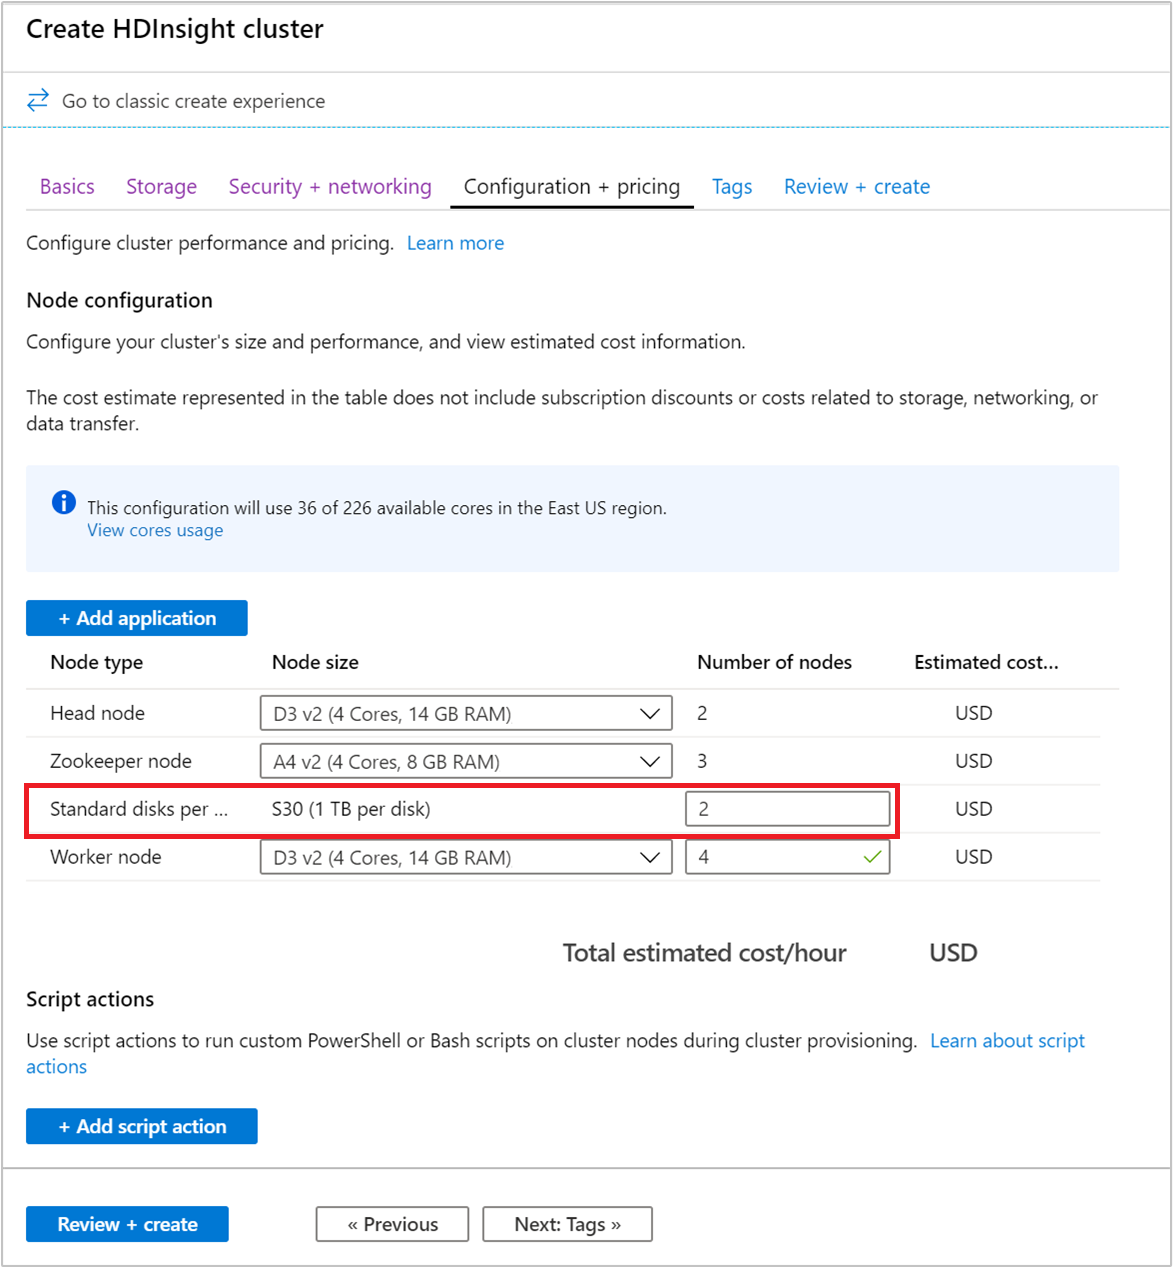 Create HDInsight cluster
Go to classic create experience
Basics Storage Security + networking Configuration + pricing Tags Review + create
Configure cluster performance and pricing. Learn more
Node configuration
Configure your cluster's size and performance, and view estimated cost information.
The cost estimate represented in the table does not include subscription discounts or costs related to storage, networking, or
data transfer.
This configuration will use 36 of 226 available cores in the East US region.
View cores usage
+ Add application
Node type Node size Number of nodes Estimated cost...
Head node D3 v2 (4 Cores, 14 GB RAM) 2 USD
Zookeeper node A4 v2 (4 Cores, 8 GB RAM) 3 USD
Standard disks per ... S30 (1 TB per disk) 2 USD
Worker node D3 v2 (4 Cores, 14 GB RAM) 4 USD
Total estimated cost/hour USD
Script actions
Use script actions to run custom PowerShell or Bash scripts on cluster nodes during cluster provisioning. Learn about script
actions
+ Add script action
Review + create « Previous Next: Tags »